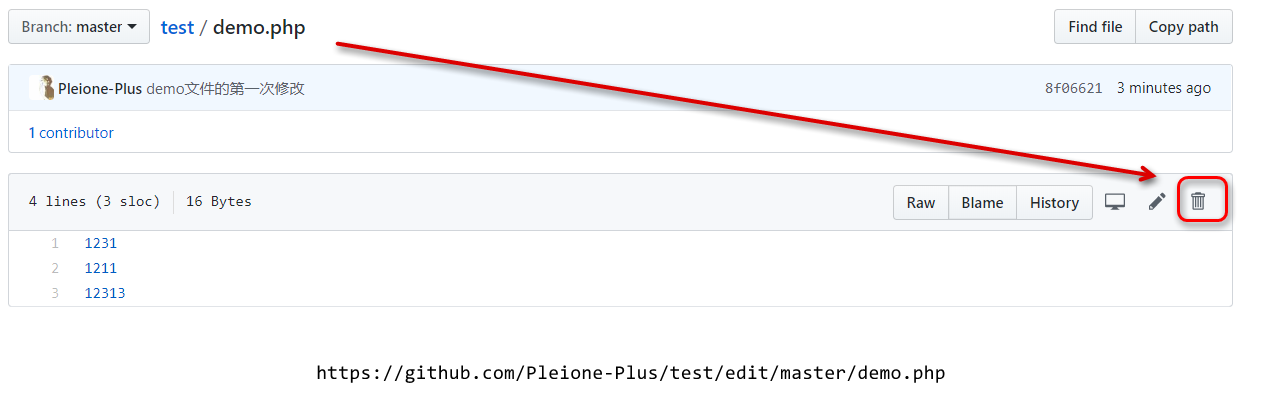 Branch: master test / demo.php Find file Copy path
Pleione-Plus demo文件的第一次修改 8f06621 3 minutes ago
1 contributor
4 lines (3 sloc) 16 Bytes Raw Blame History
1 1231
2 1211
3 12313
https://github.com/Pleione-Plus/test/edit/master/demo.php